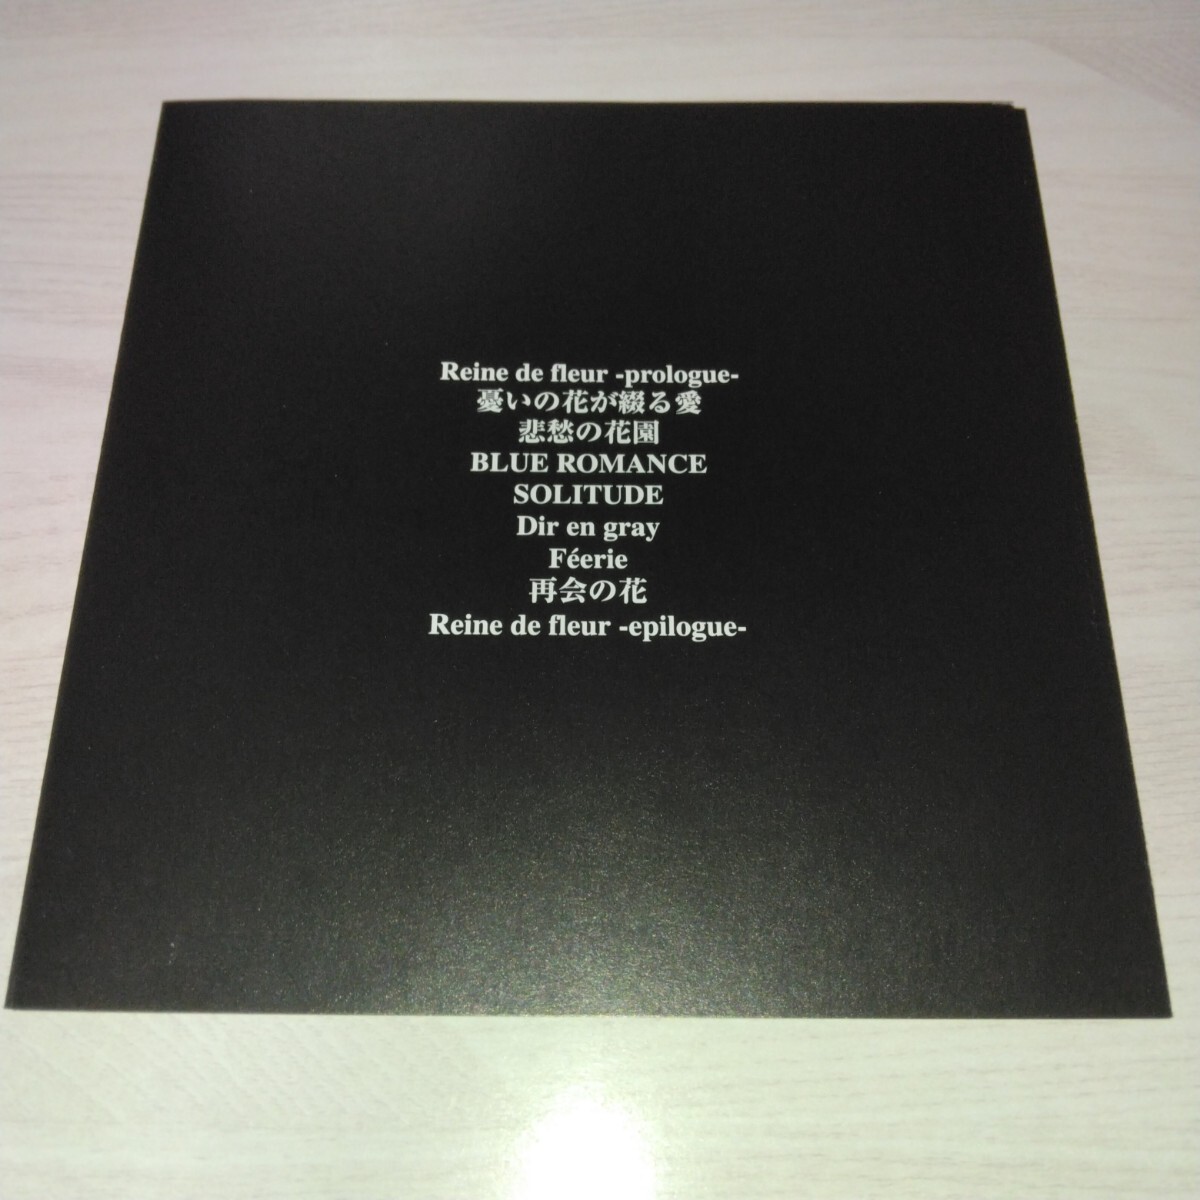 Reine de fleur -prologue-
憂いの花が綴る愛
悲愁の花園
BLUE ROMANCE
SOLITUDE
Dir en gray
Féerie
再会の花
Reine de fleur -epilogue-